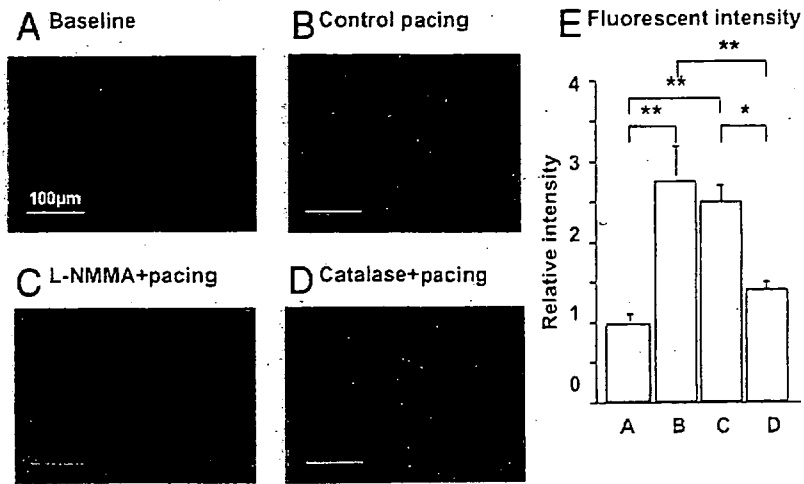 A Baseline
B Control pacing
100μm
C L-NMMA+pacing
D Catalase+pacing
E Fluorescent intensity
Relative intensity
4
3
2
1
0
**
**
**
*
A B C D